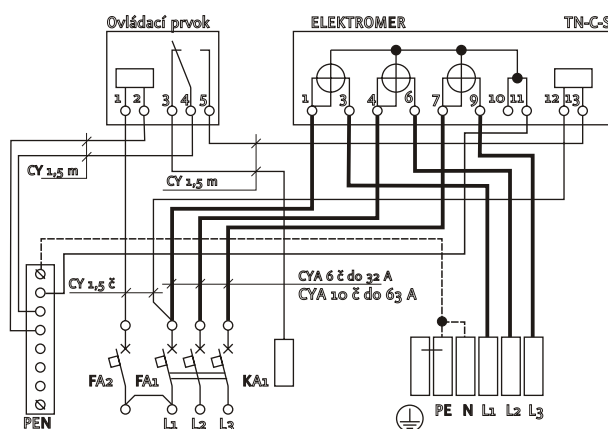 Ovládací prvok
ELEKTROMER
TN-C-S
1 2 3 4 5
1 3 4 6 7 9 10 11 12 13
CY 1,5 m
CY 1,5 m
CY 1,5 č
CYA 6 č do 32 A
CYA 10 č do 63 A
FA2
FA1
KA1
PEN
L1 L2 L3
PE N L1 L2 L3